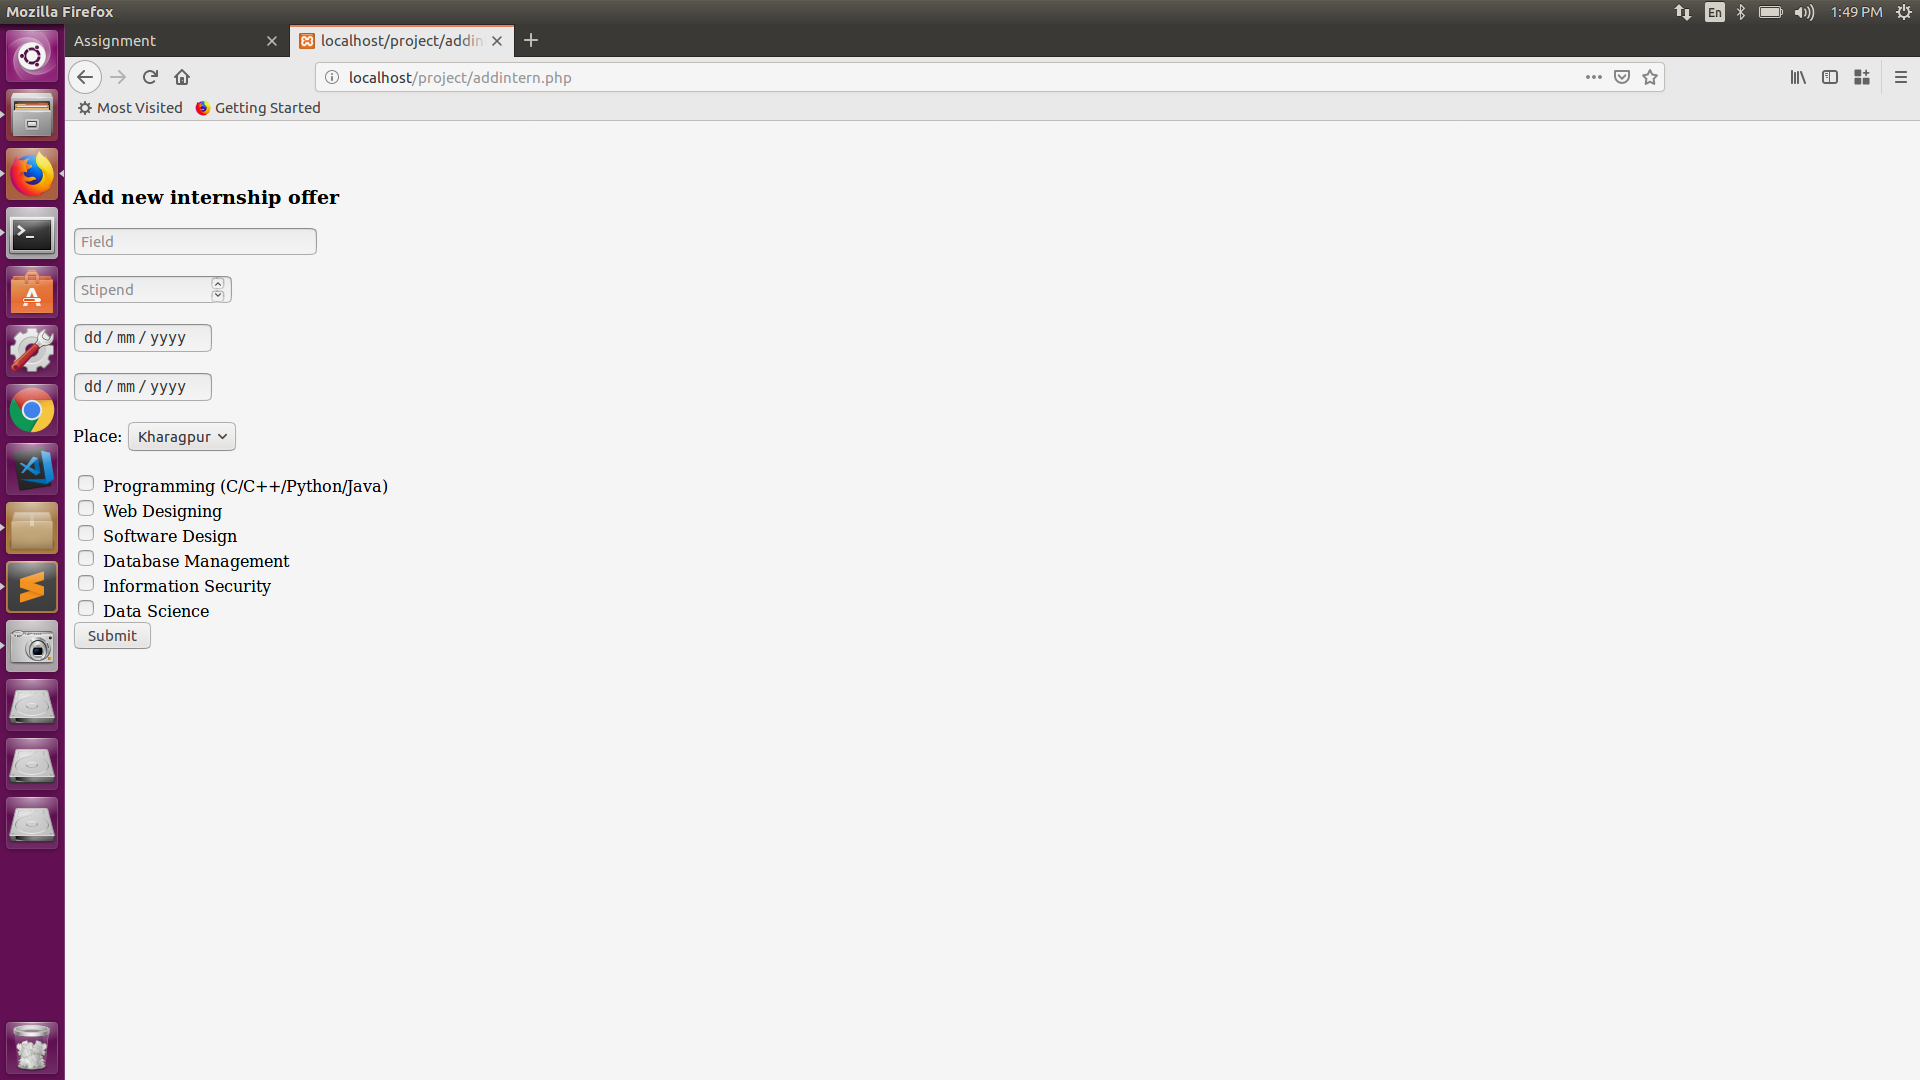 Mozilla Firefox
En
1:49 PM
Assignment
localhost/project/addin
localhost/project/addintern.php
Most Visited
Getting Started
Add new internship offer
Field
Stipend
dd / mm / yyyy
dd / mm / yyyy
Place: Kharagpur
Programming (C/C++/Python/Java)
Web Designing
Software Design
Database Management
Information Security
Data Science
Submit